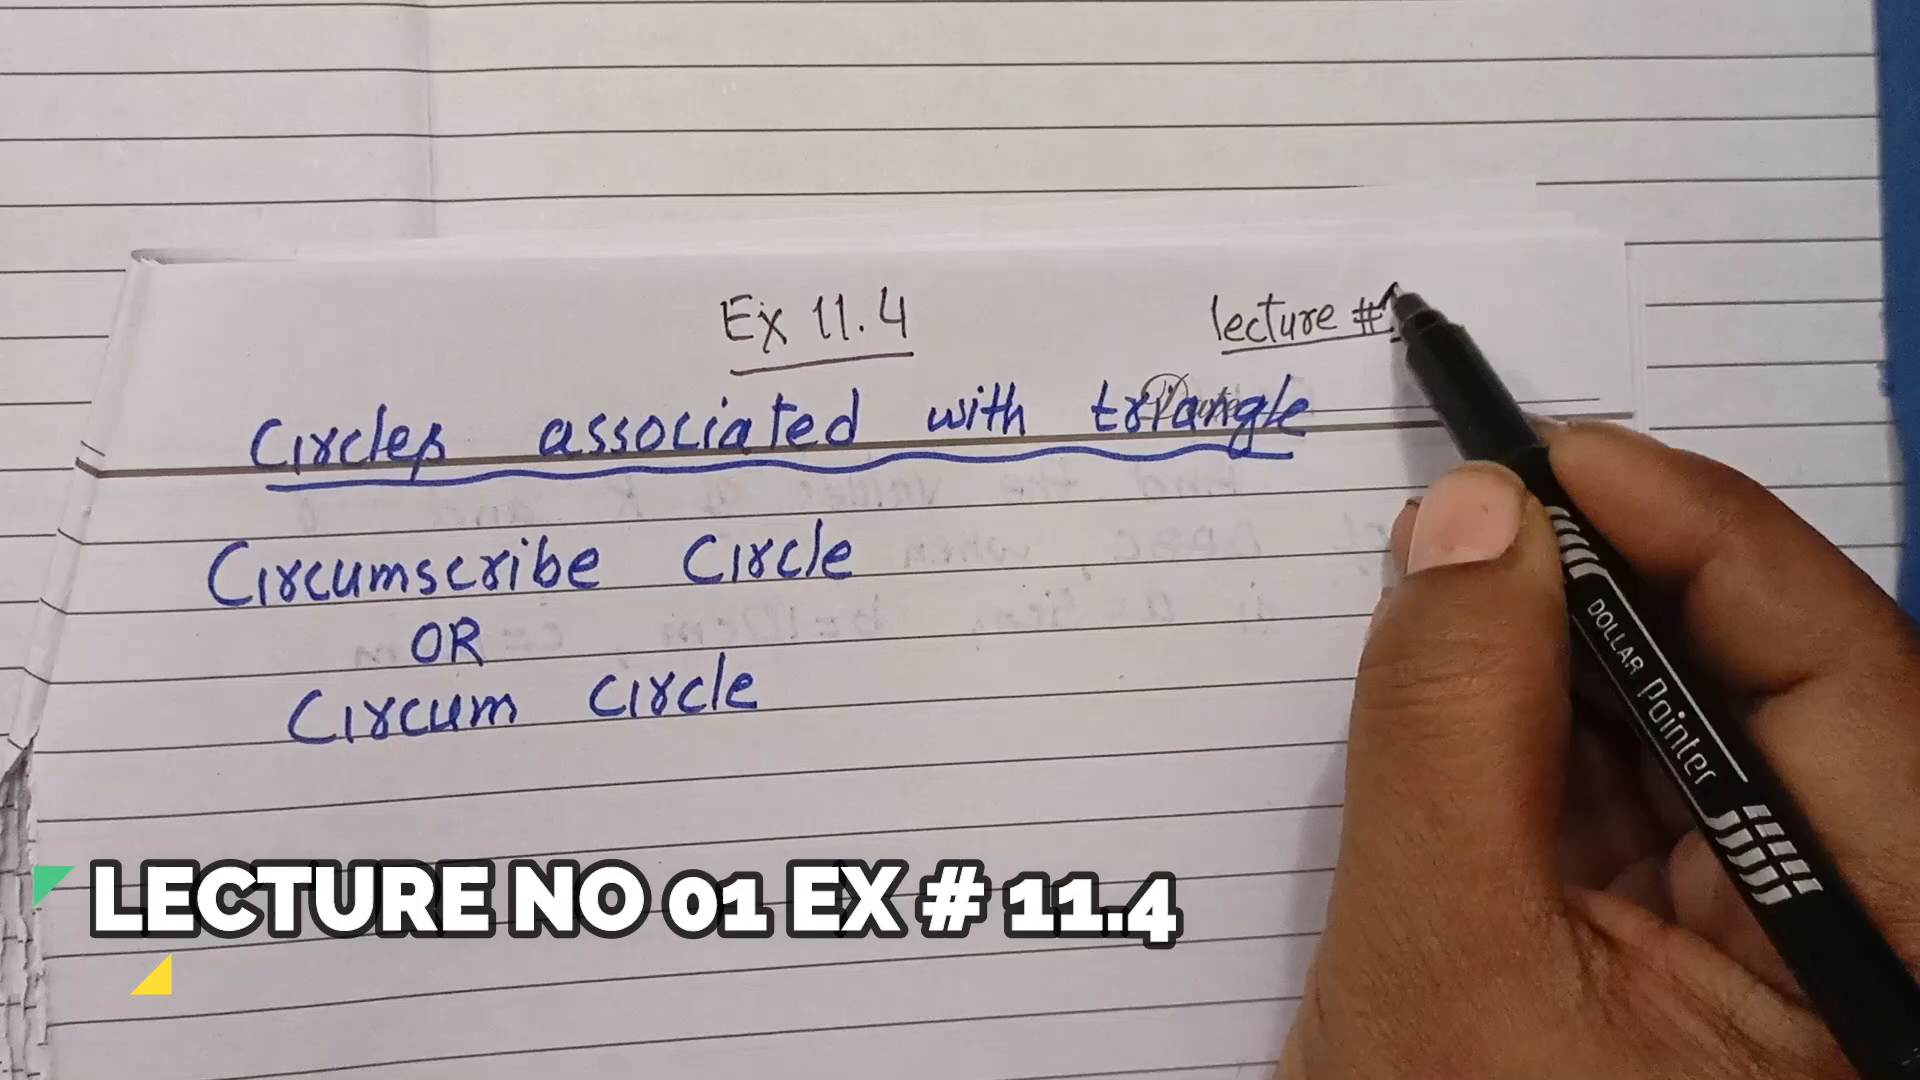 Ex 11.4
lecture #1
Circles associated with triangle
Circumscribe Circle
OR
Circum Circle
DOLLAR Pointer
LECTURE NO 01 EX # 11.4